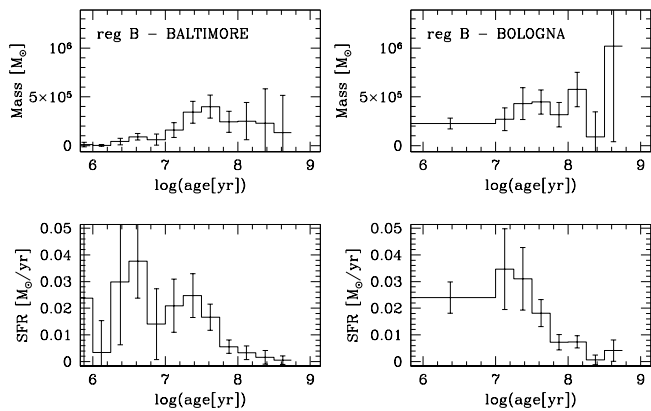 reg B – BALTIMORE
Mass [M⊙]
10⁶
5×10⁵
0
6 7 8 9
log(age[yr])
reg B – BOLOGNA
Mass [M⊙]
10⁶
5×10⁵
0
6 7 8 9
log(age[yr])
SFR [M⊙/yr]
0.05
0.04
0.03
0.02
0.01
0
6 7 8 9
log(age[yr])
SFR [M⊙/yr]
0.05
0.04
0.03
0.02
0.01
0
6 7 8 9
log(age[yr])